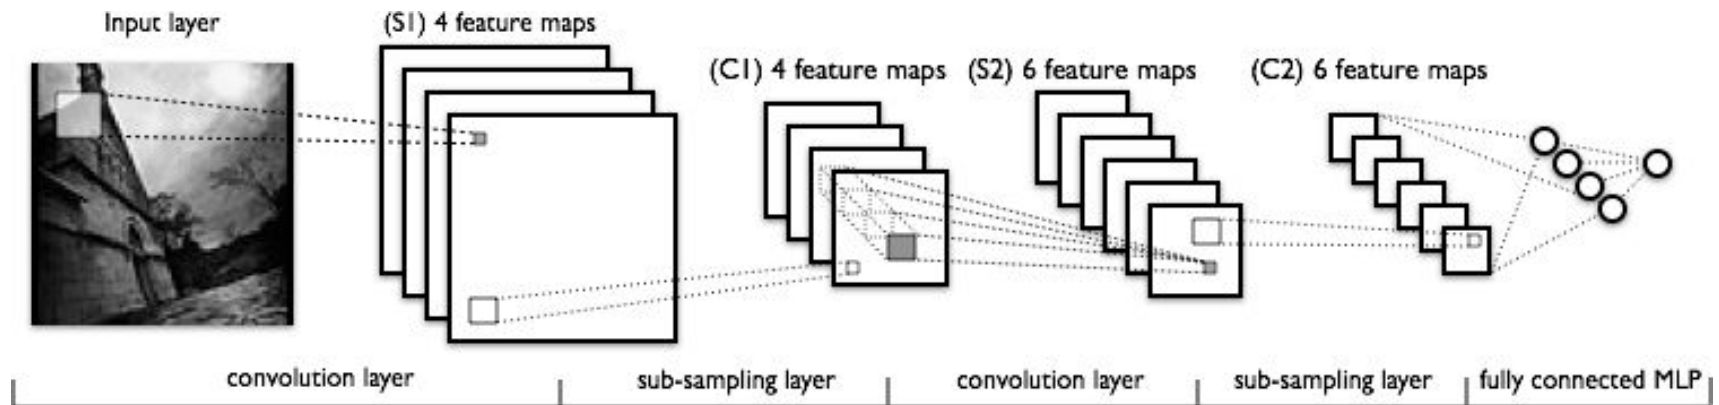 Input layer
(S1) 4 feature maps
(C1) 4 feature maps
(S2) 6 feature maps
(C2) 6 feature maps
convolution layer
sub-sampling layer
convolution layer
sub-sampling layer
fully connected MLP